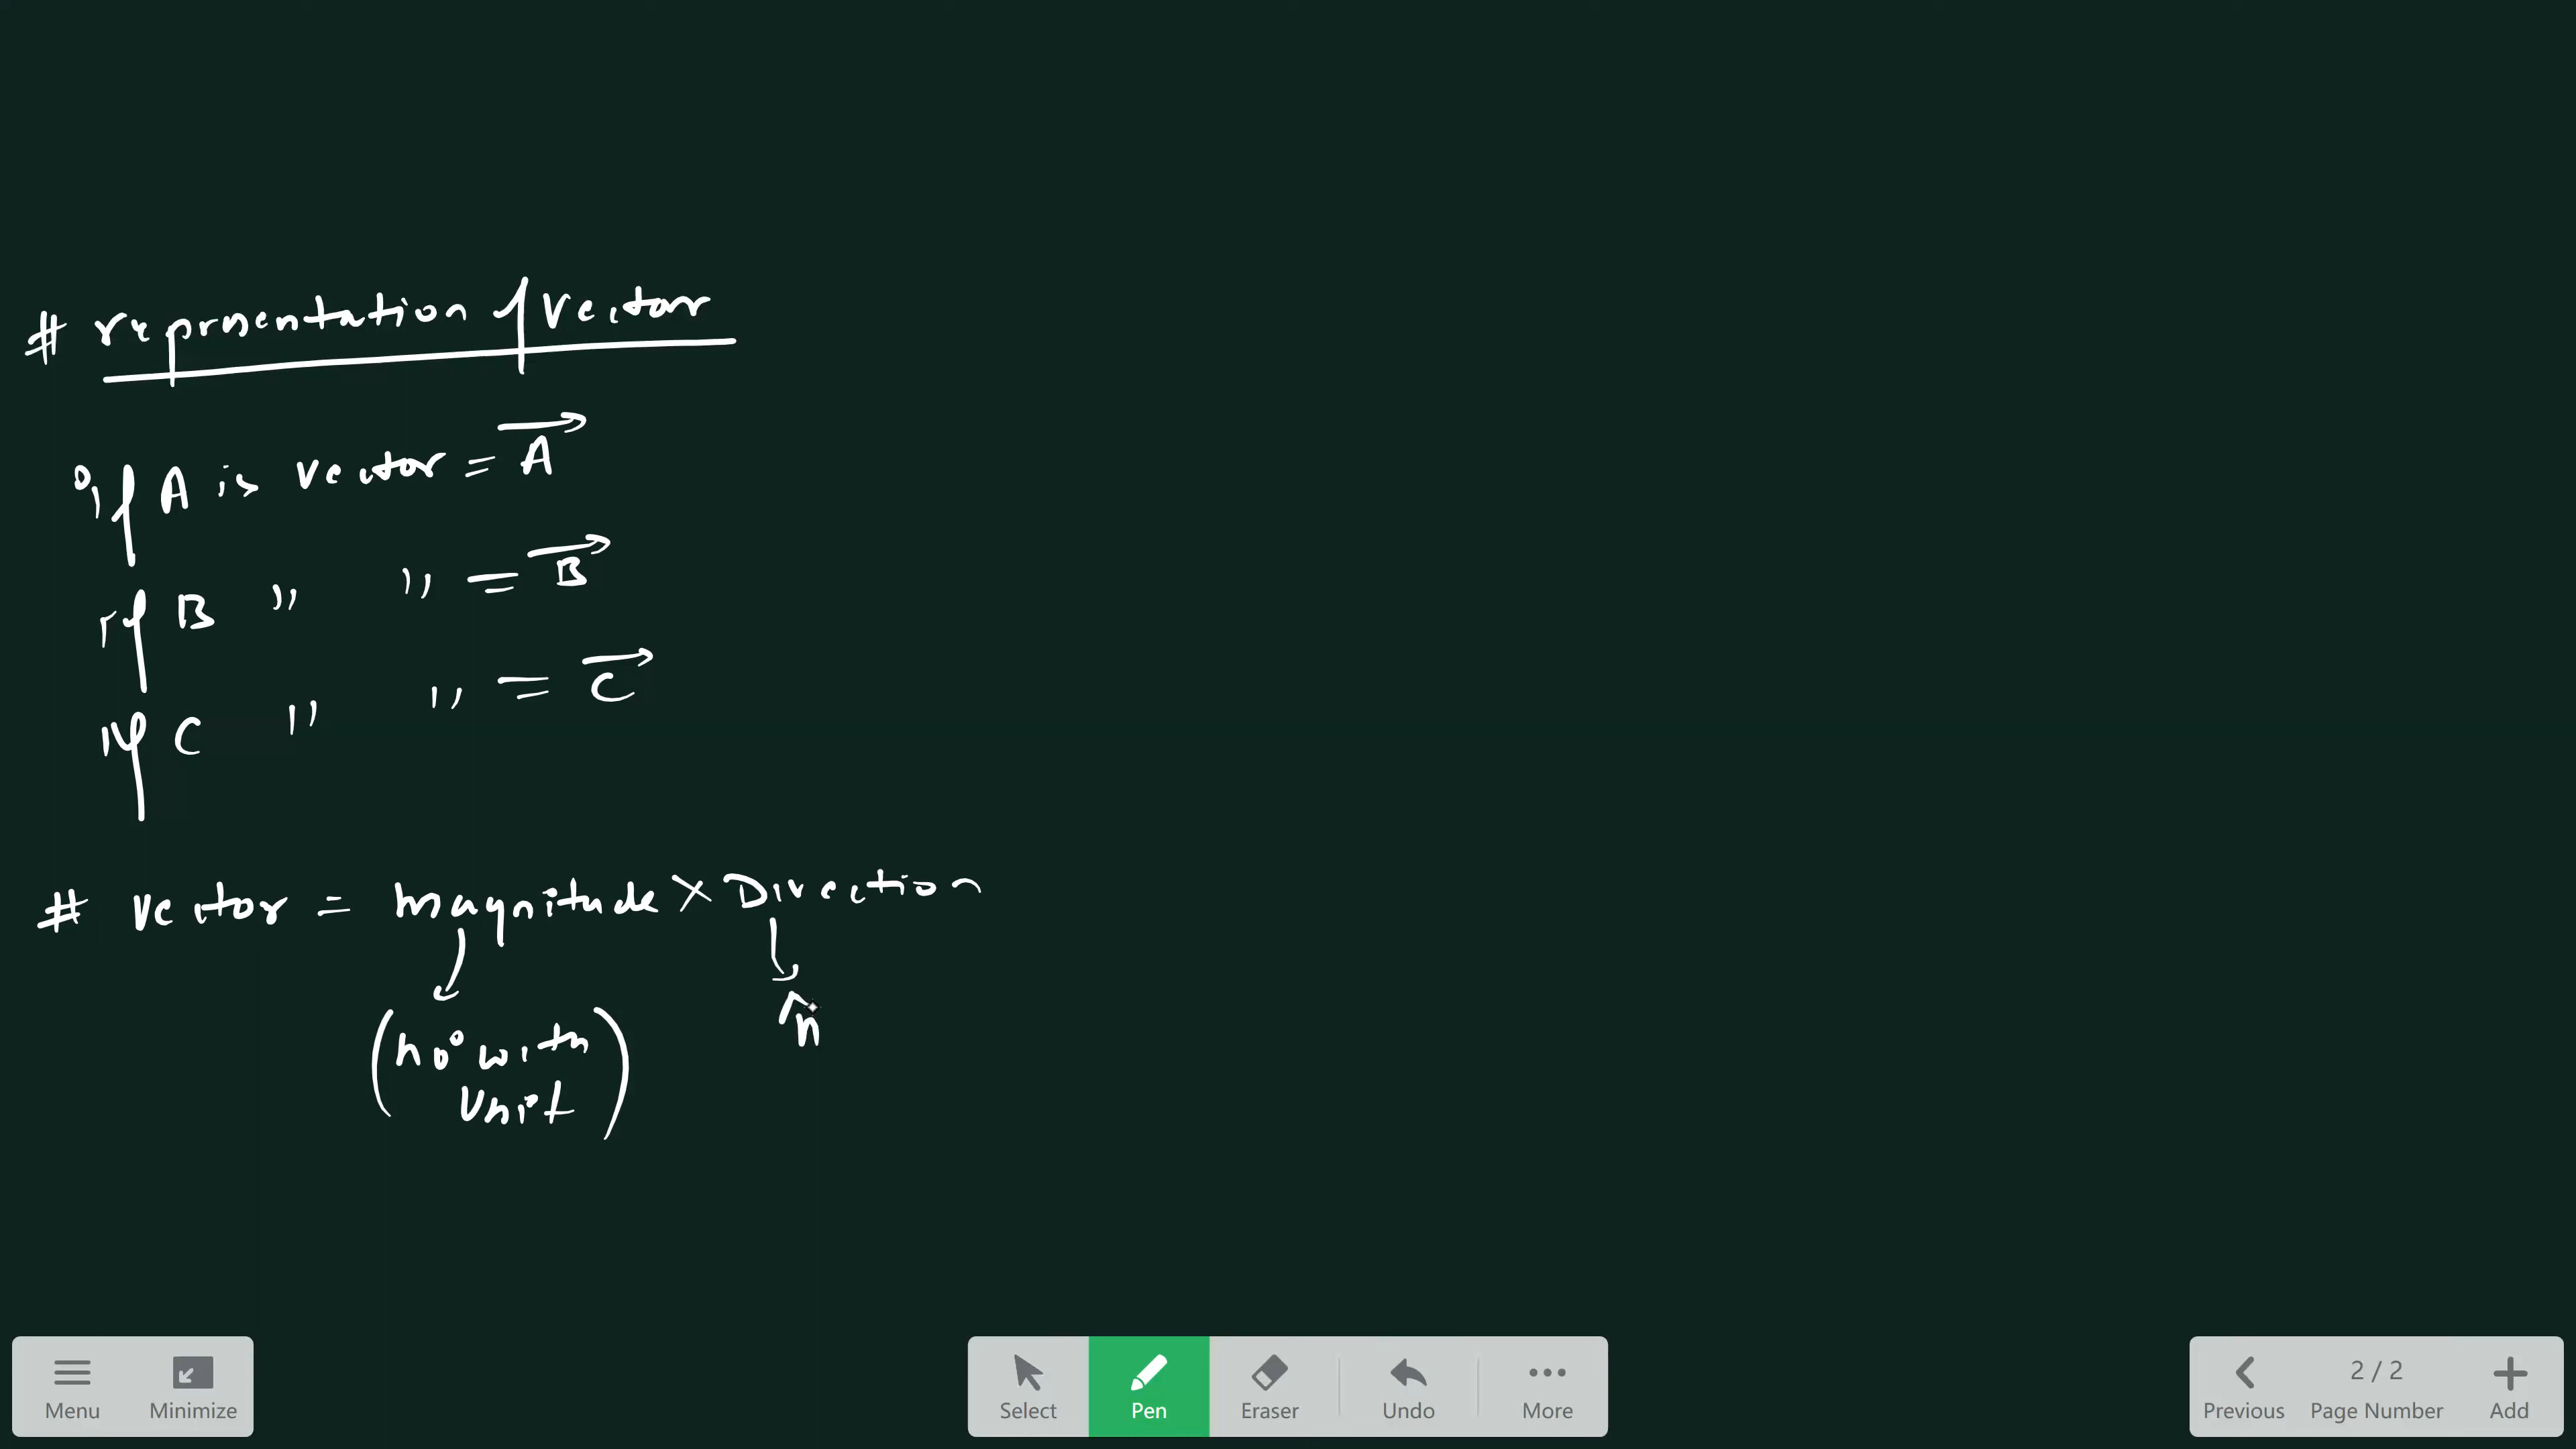 # representation of Vector
if A is vector = A⃗
if B " " = B⃗
if C " " = C⃗
# vector = magnitude × Direction
n̂
(no° with
Unit)
Menu Minimize Select Pen Eraser Undo More Previous 2 / 2 Page Number Add